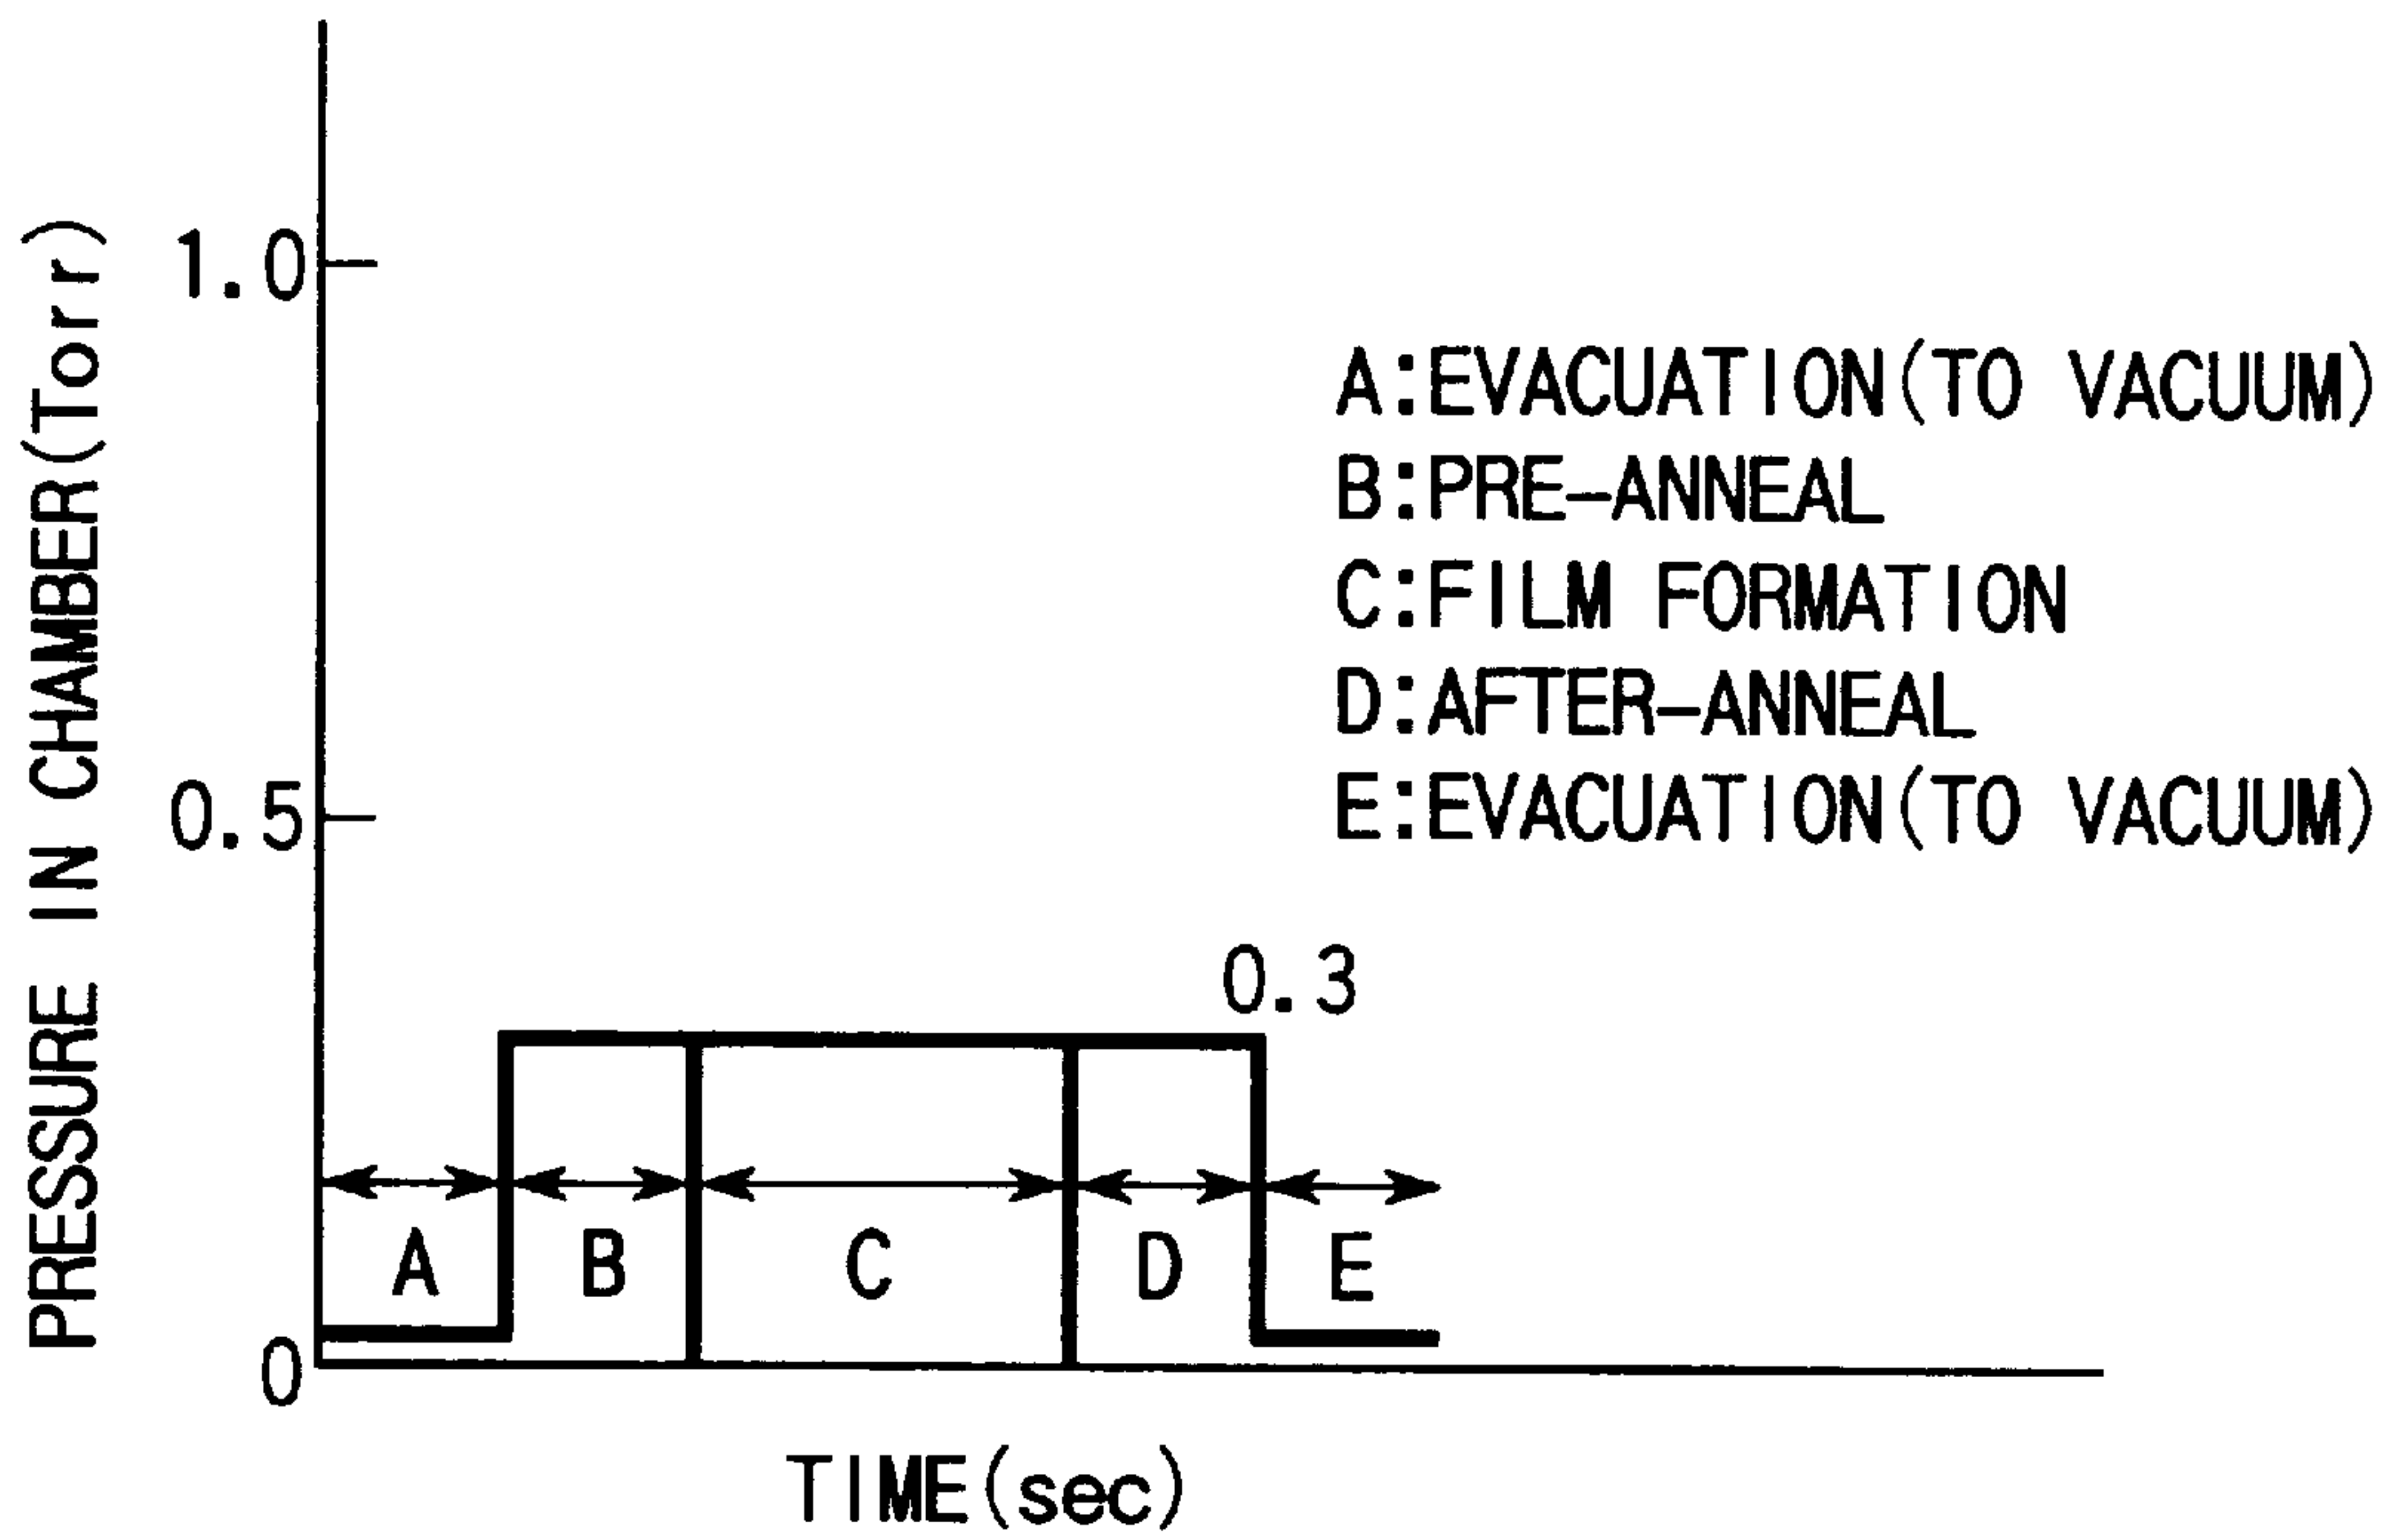 PRESSURE IN CHAMBER(Torr)
1.0
0.5
0
A:EVACUATION(TO VACUUM)
B:PRE-ANNEAL
C:FILM FORMATION
D:AFTER-ANNEAL
E:EVACUATION(TO VACUUM)
0.3
A B C D E
TIME(sec)